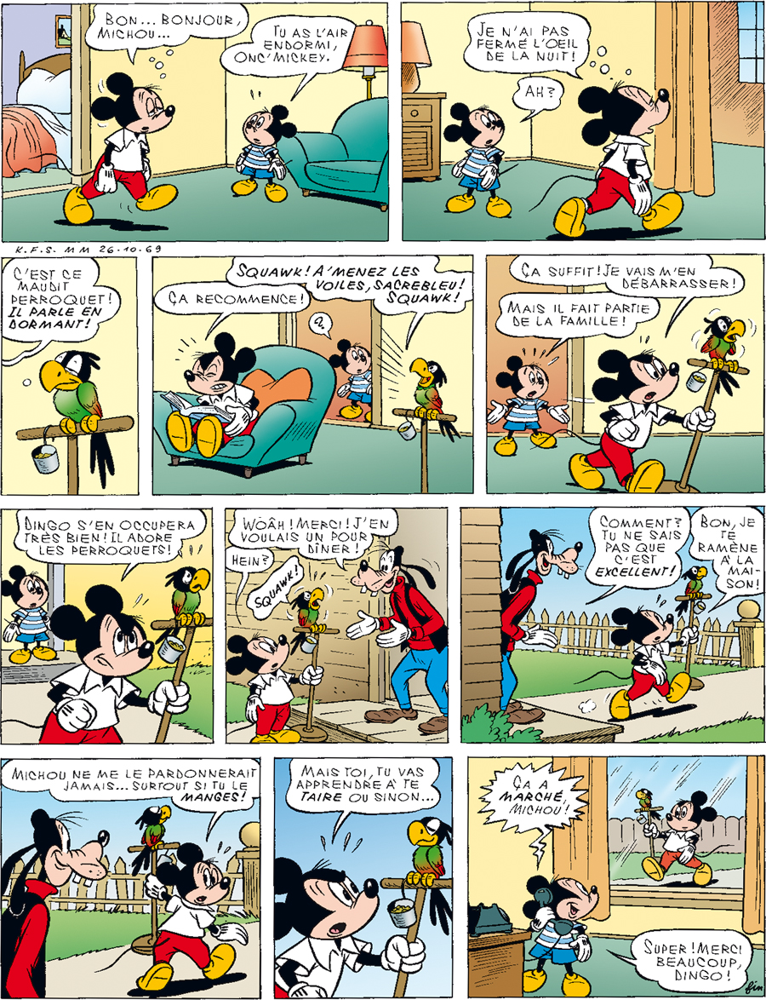 BON... BONJOUR,
MICHOU...
TU AS L'AIR
ENDORMI,
ONC'MICKEY.
JE N'AI PAS
FERMÉ L'OEIL
DE LA NUIT!
AH?
K.F.S. MM 26-10-69
C'EST CE
MAUDIT
PERROQUET!
IL PARLE EN
DORMANT!
ÇA RECOMMENCE!
SQUAWK! A'MENEZ LES
VOILES, SACREBLEU!
SQUAWK!
?
ÇA SUFFIT! JE VAIS M'EN
DÉBARRASSER!
MAIS IL FAIT PARTIE
DE LA FAMILLE!
DINGO S'EN OCCUPERA
TRÈS BIEN! IL ADORE
LES PERROQUETS!
WÔÂH! MERCI! J'EN
VOULAIS UN POUR
DÎNER!
HEIN?
SQUAWK!
COMMENT?
TU NE SAIS
PAS QUE
C'EST
EXCELLENT!
BON, JE
TE
RAMÈNE
À LA
MAI-
SON!
MICHOU NE ME LE PARDONNERAIT
JAMAIS... SURTOUT SI TU LE
MANGES!
MAIS TOI, TU VAS
APPRENDRE À TE
TAIRE OU SINON...
ÇA A
MARCHÉ,
MICHOU!
SUPER! MERCI
BEAUCOUP,
DINGO!
fin